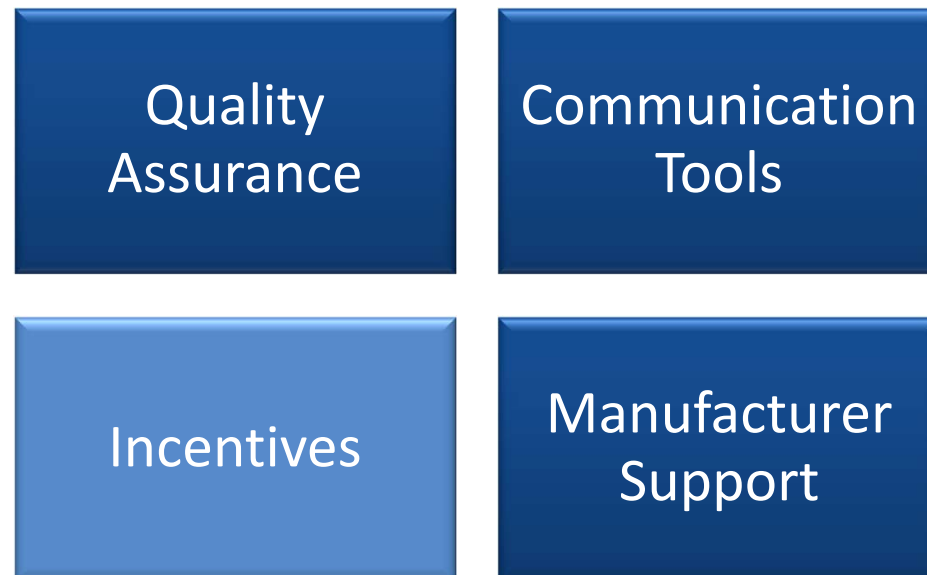 Quality
Assurance
Communication
Tools
Incentives
Manufacturer
Support